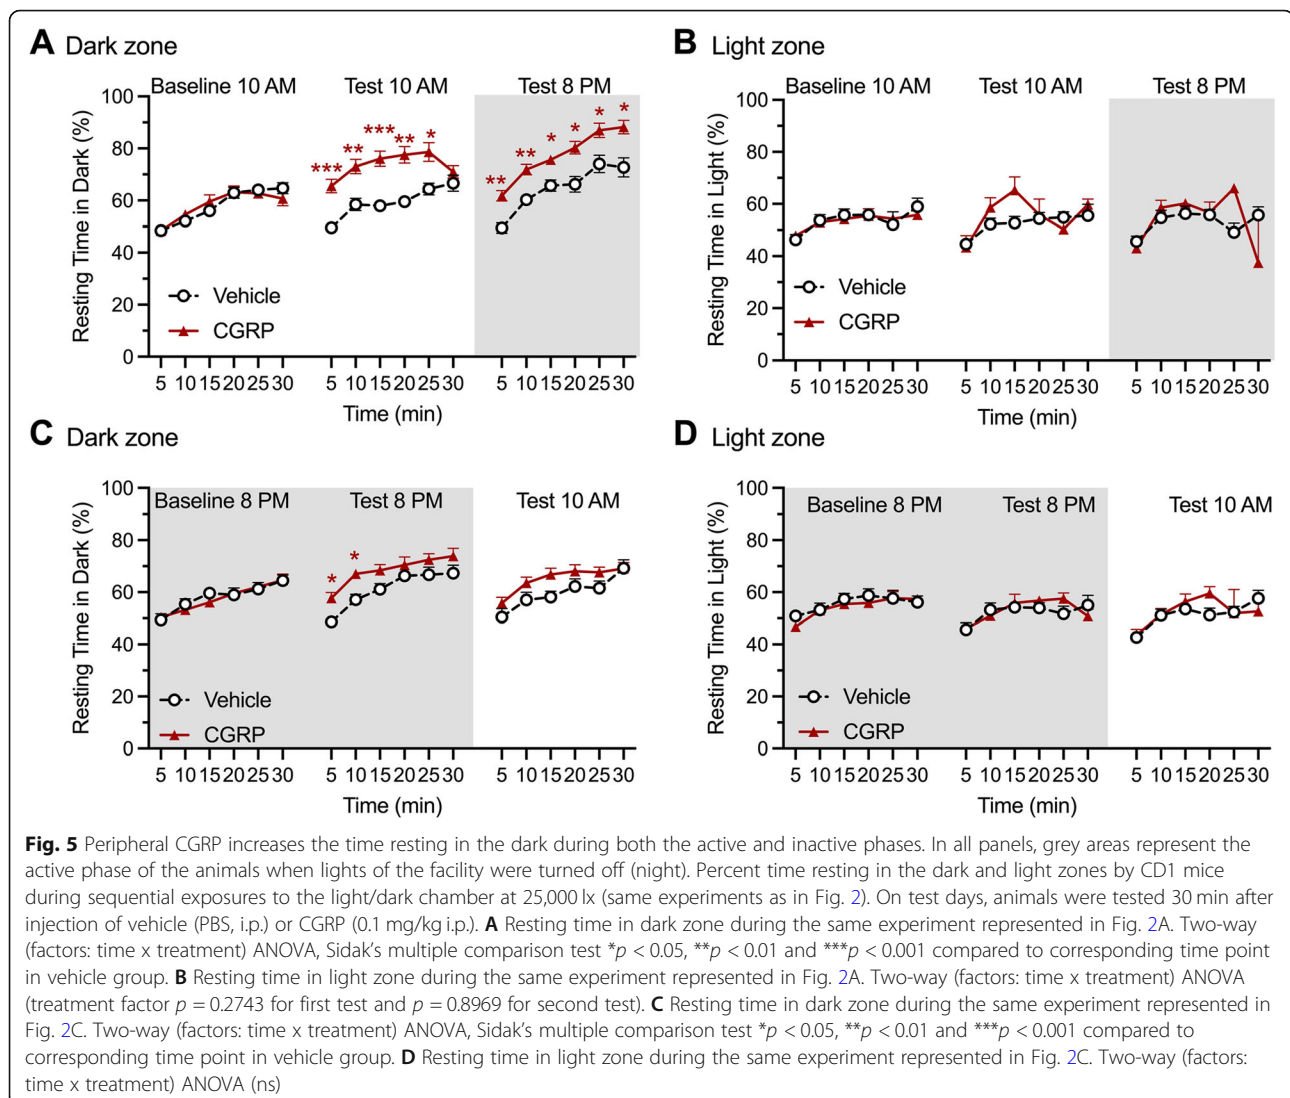 A Dark zone
Baseline 10 AM Test 10 AM Test 8 PM
Resting Time in Dark (%)
100
80
60
40
20
0
*** ** *** ** *
** ** * * * *
Vehicle
CGRP
5 10 15 20 25 30 5 10 15 20 25 30 5 10 15 20 25 30
Time (min)
B Light zone
Baseline 10 AM Test 10 AM Test 8 PM
Resting Time in Light (%)
100
80
60
40
20
0
Vehicle
CGRP
5 10 15 20 25 30 5 10 15 20 25 30 5 10 15 20 25 30
Time (min)
C Dark zone
Baseline 8 PM Test 8 PM Test 10 AM
Resting Time in Dark (%)
100
80
60
40
20
0
* *
Vehicle
CGRP
5 10 15 20 25 30 5 10 15 20 25 30 5 10 15 20 25 30
Time (min)
D Light zone
Baseline 8 PM Test 8 PM Test 10 AM
Resting Time in Light (%)
100
80
60
40
20
0
Vehicle
CGRP
5 10 15 20 25 30 5 10 15 20 25 30 5 10 15 20 25 30
Time (min)
Fig. 5 Peripheral CGRP increases the time resting in the dark during both the active and inactive phases. In all panels, grey areas represent the
active phase of the animals when lights of the facility were turned off (night). Percent time resting in the dark and light zones by CD1 mice
during sequential exposures to the light/dark chamber at 25,000 lx (same experiments as in Fig. 2). On test days, animals were tested 30 min after
injection of vehicle (PBS, i.p.) or CGRP (0.1 mg/kg i.p.). A Resting time in dark zone during the same experiment represented in Fig. 2A. Two-way
(factors: time x treatment) ANOVA, Sidak's multiple comparison test *p < 0.05, **p < 0.01 and ***p < 0.001 compared to corresponding time point
in vehicle group. B Resting time in light zone during the same experiment represented in Fig. 2A. Two-way (factors: time x treatment) ANOVA
(treatment factor p = 0.2743 for first test and p = 0.8969 for second test). C Resting time in dark zone during the same experiment represented in
Fig. 2C. Two-way (factors: time x treatment) ANOVA, Sidak's multiple comparison test *p < 0.05, **p < 0.01 and ***p < 0.001 compared to
corresponding time point in vehicle group. D Resting time in light zone during the same experiment represented in Fig. 2C. Two-way (factors:
time x treatment) ANOVA (ns)